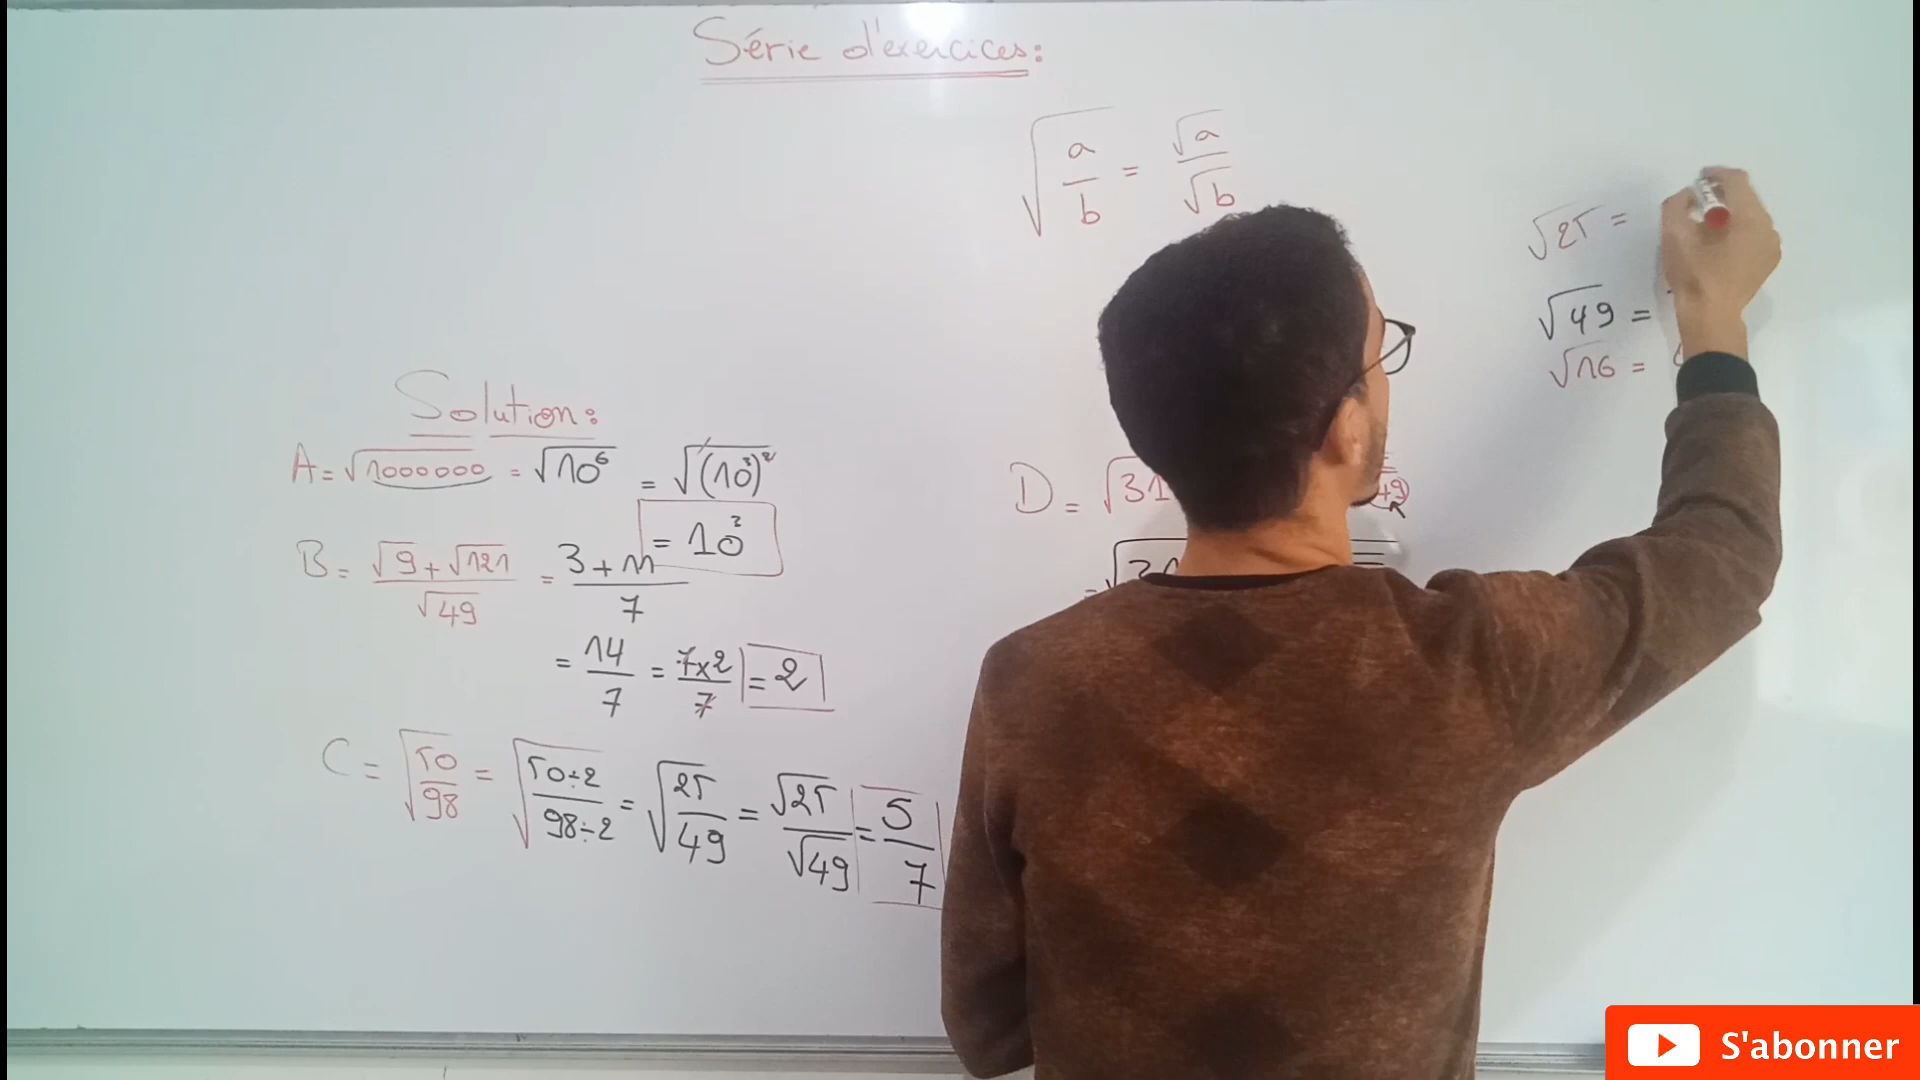 Série d'exercices:
√(a/b) = √a/√b
√25 =
√49 =
√16 =
Solution:
A = √1000000 = √10⁶ = √(10³)²
= 10³
B = (√9 + √121)/√49 = (3 + 11)/7
= 14/7 = 7×2/7 = 2
C = √(50/98) = √(50÷2/98÷2) = √(25/49) = √25/√49 = 5/7
D = √31
S'abonner